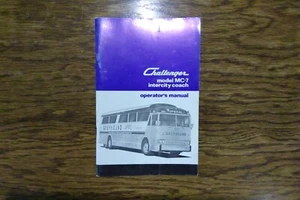 Challenger
model MC-7
intercity coach
operator's manual